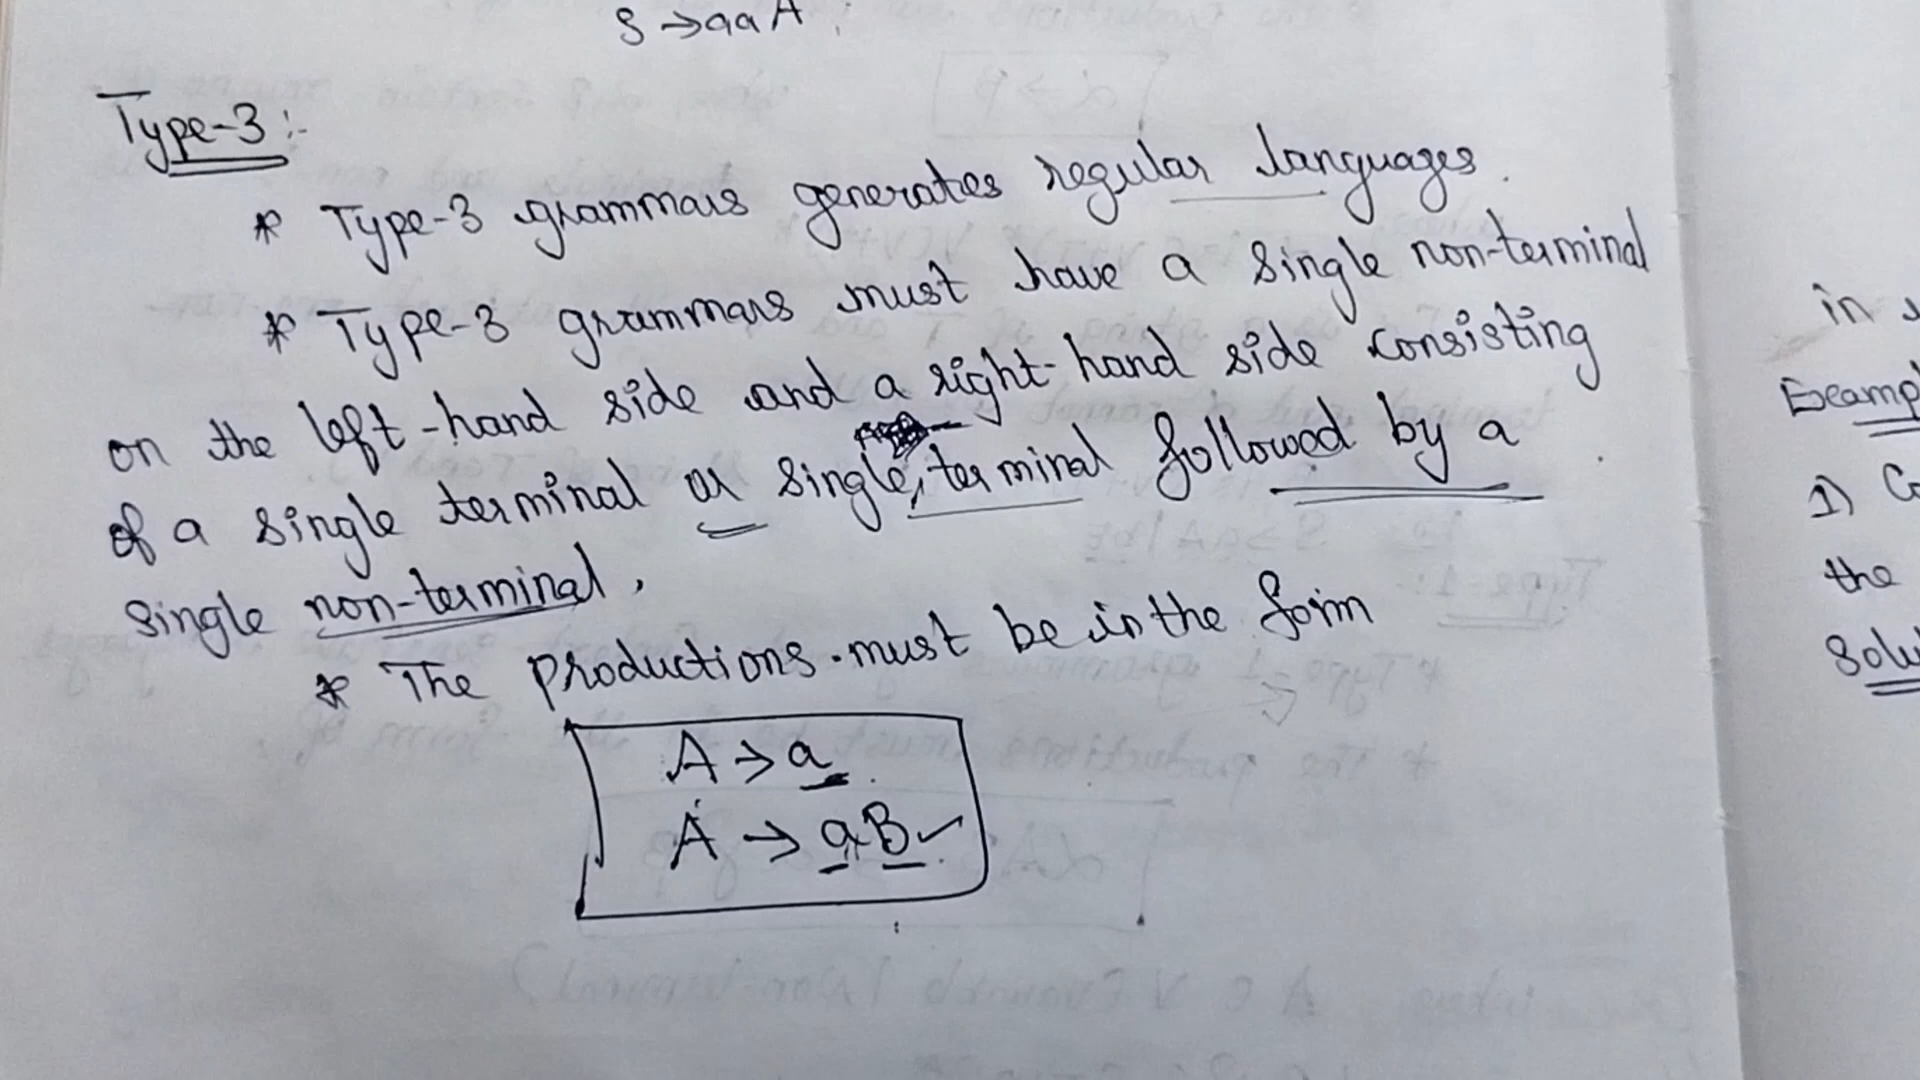 S→aaA
Type-3:-
* Type-3 grammars generates regular languages.
* Type-3 grammars must have a single non-terminal
on the left-hand side and a right-hand side consisting
of a single terminal or single, terminal followed by a
single non-terminal,
* The productions must be in the form
A→a
A→aB
in
1)
the